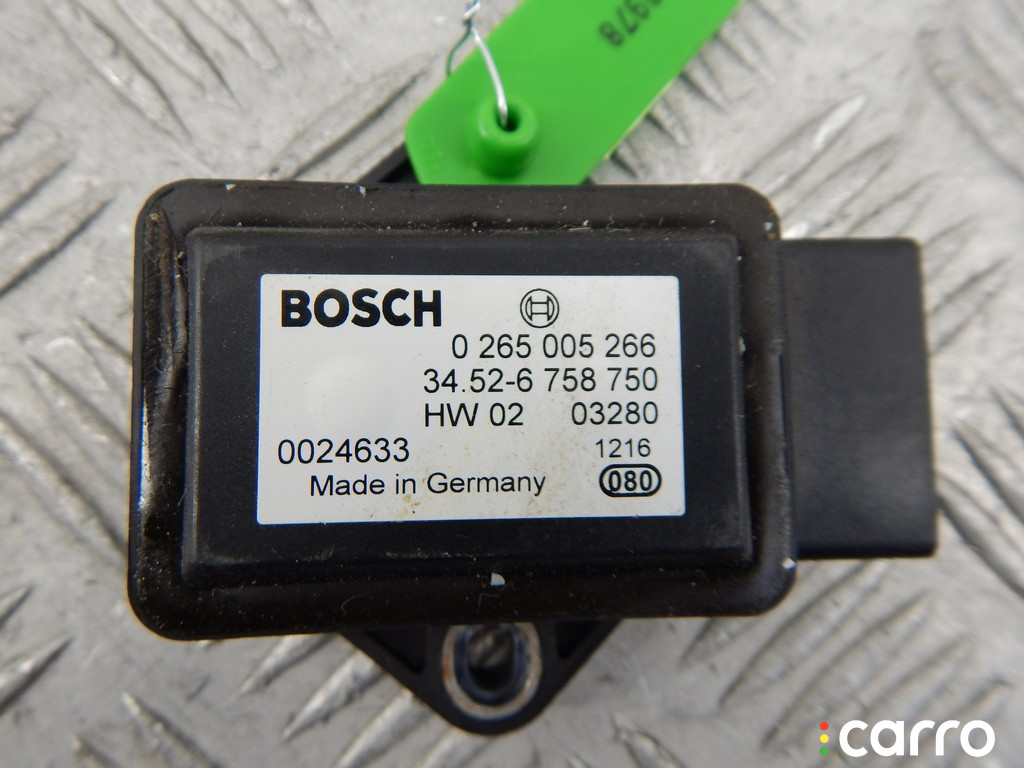 BOSCH
0 265 005 266
34.52-6 758 750
HW 02 03280
0024633 1216
Made in Germany 080
carro